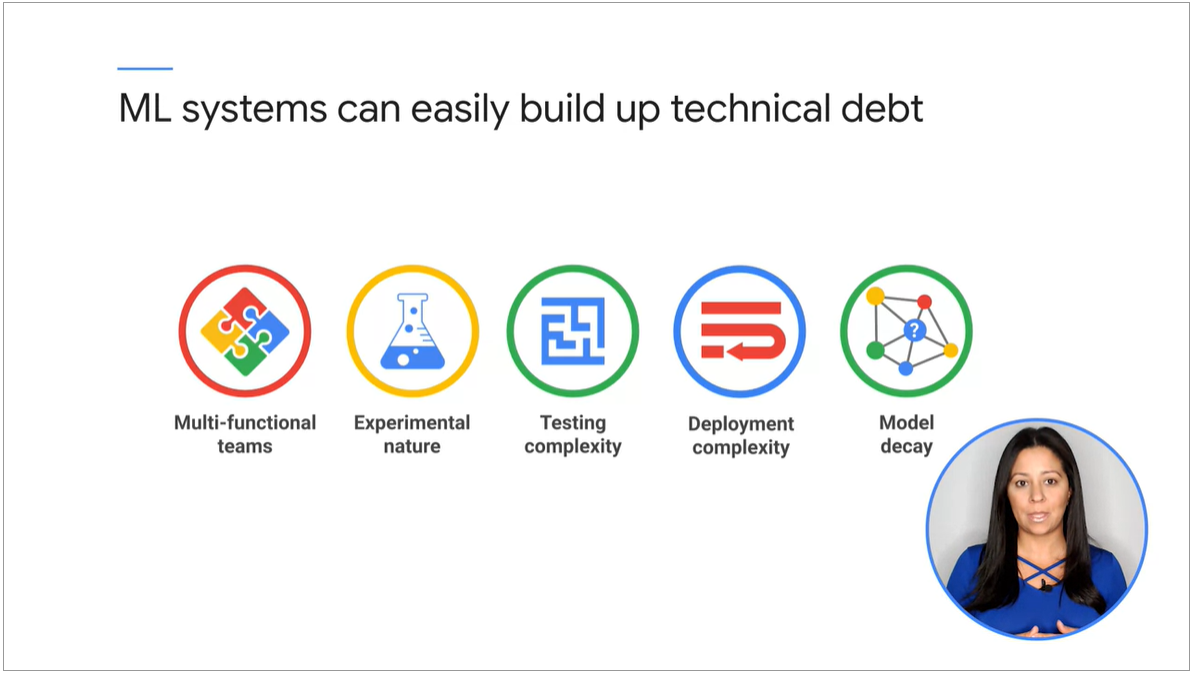 ML systems can easily build up technical debt
Multi-functional
teams
Experimental
nature
Testing
complexity
Deployment
complexity
?
Model
decay